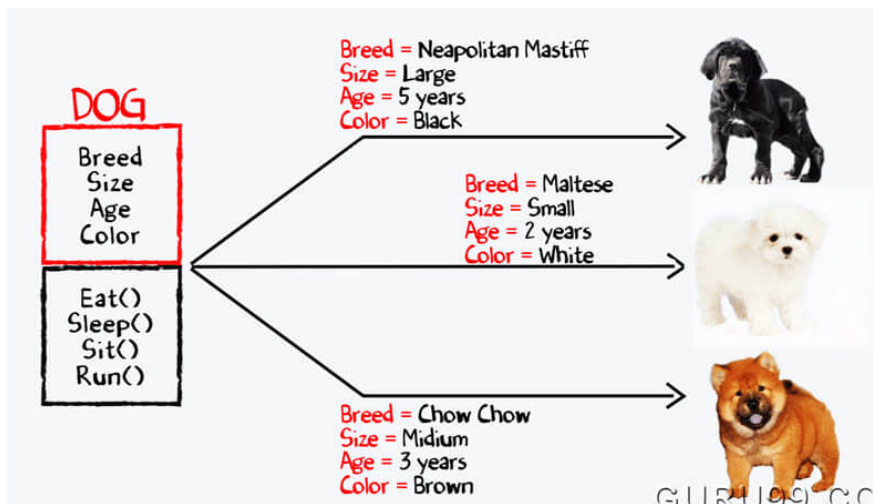 DOG
Breed
Size
Age
Color
Eat()
Sleep()
Sit()
Run()
Breed = Neapolitan Mastiff
Size = Large
Age = 5 years
Color = Black
Breed = Maltese
Size = Small
Age = 2 years
Color = White
Breed = Chow Chow
Size = Midium
Age = 3 years
Color = Brown
GURU99.CO